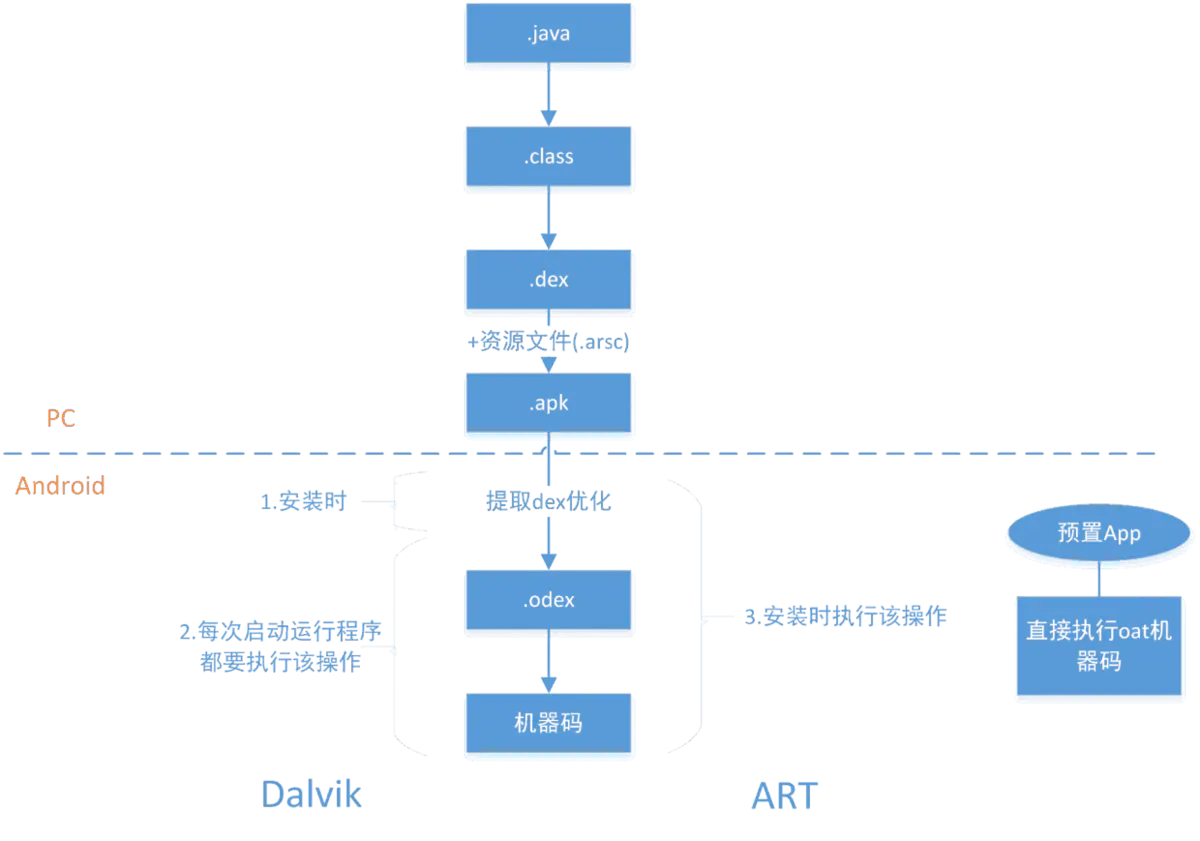 .java
.class
.dex
+资源文件(.arsc)
.apk
PC
Android
1.安装时
提取dex优化
预置App
.odex
2.每次启动运行程序
都要执行该操作
3.安装时执行该操作
直接执行oat机
器码
机器码
Dalvik
ART